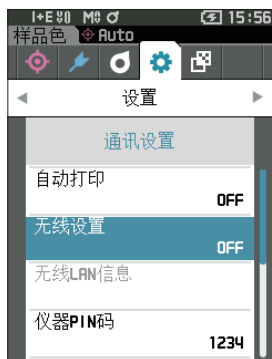 I+E M0 ♂ 15:56
样品色 Auto
设置
通讯设置
自动打印
OFF
无线设置
OFF
无线LAN信息
仪器PIN码
1234